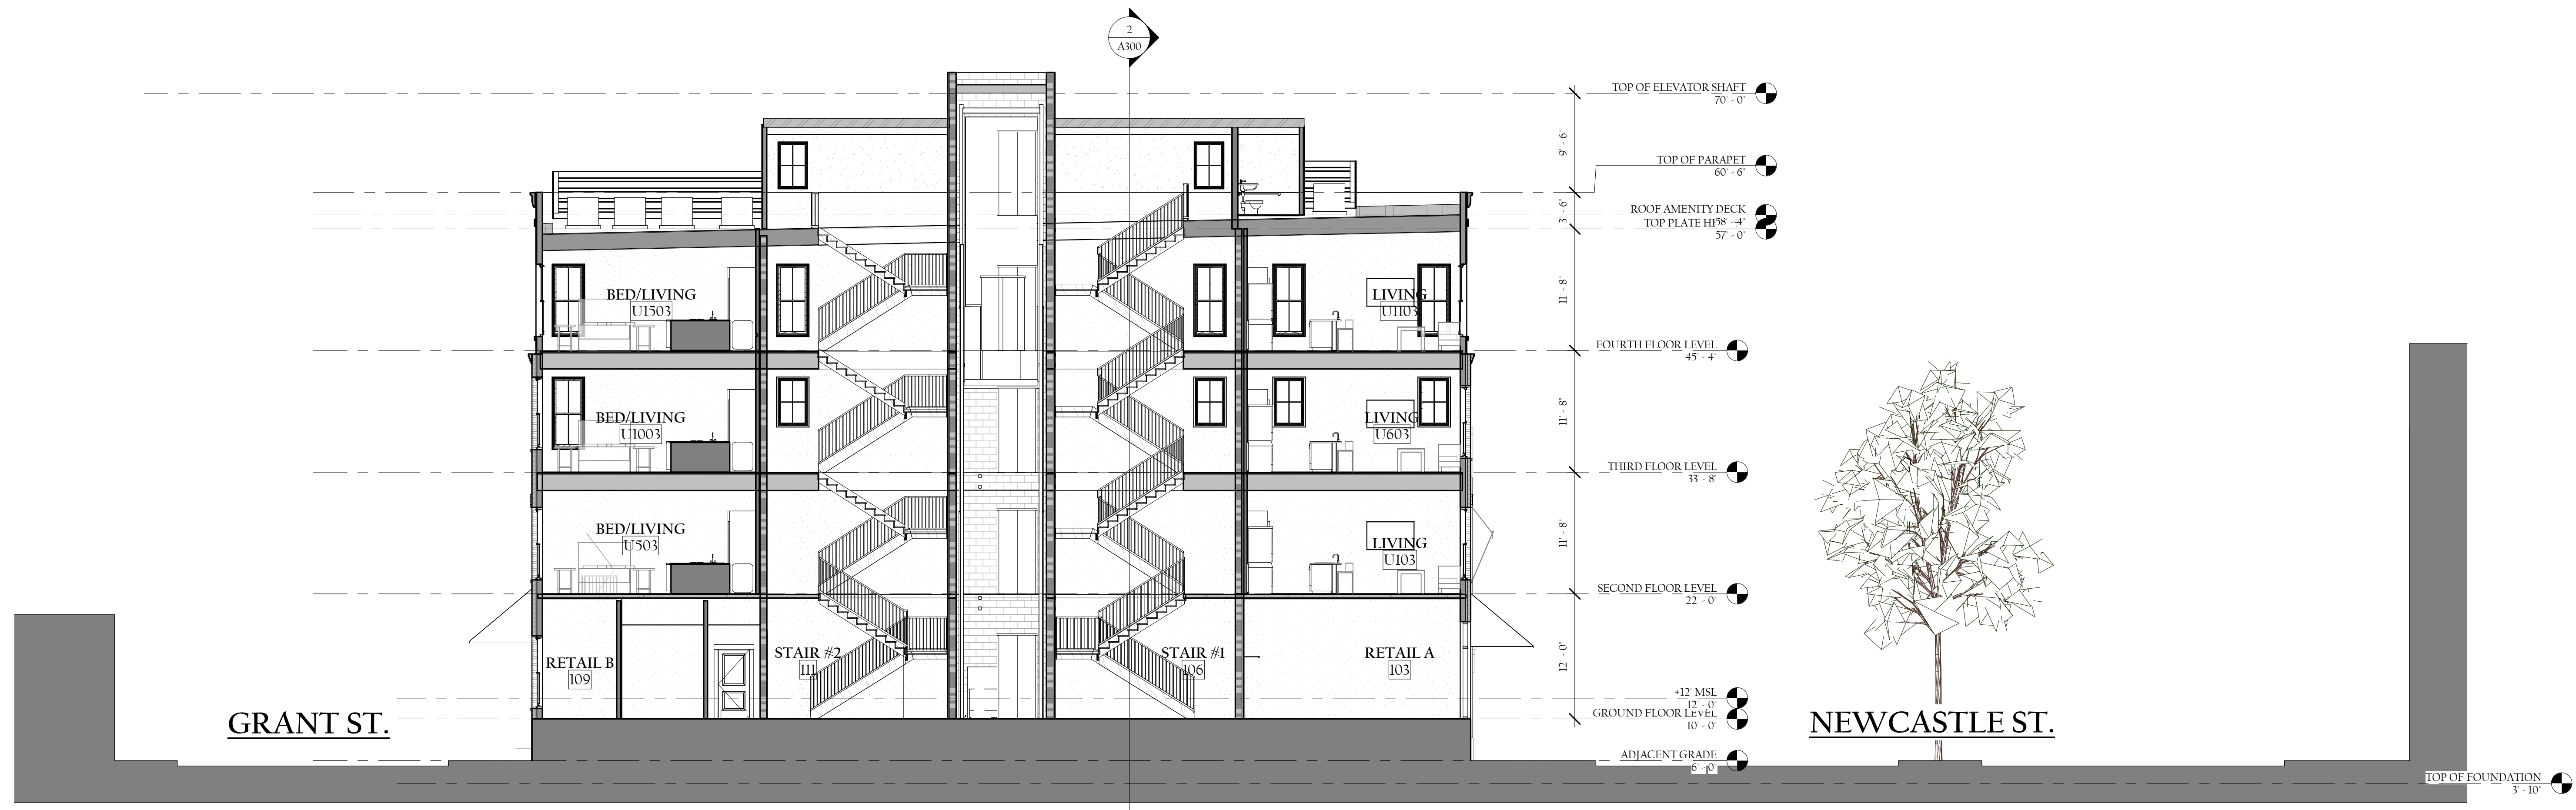 2
A300
TOP OF ELEVATOR SHAFT
70' - 0"
9' - 6"
TOP OF PARAPET
60' - 6"
3' - 6"
ROOF AMENITY DECK
58' - 4"
57' - 0"
11' - 8"
BED/LIVING
U1503
LIVING
U1103
FOURTH FLOOR LEVEL
45' - 4"
11' - 8"
BED/LIVING
U1003
LIVING
U603
THIRD FLOOR LEVEL
33' - 8"
11' - 8"
BED/LIVING
U503
LIVING
U103
SECOND FLOOR LEVEL
22' - 0"
12' - 0"
RETAIL B
109
STAIR #2
111
STAIR #1
106
RETAIL A
103
+12' MSL
12' - 0"
GROUND FLOOR LEVEL
10' - 0"
GRANT ST.
NEWCASTLE ST.
ADJACENT GRADE
6' - 0"
TOP OF FOUNDATION
3' - 10"